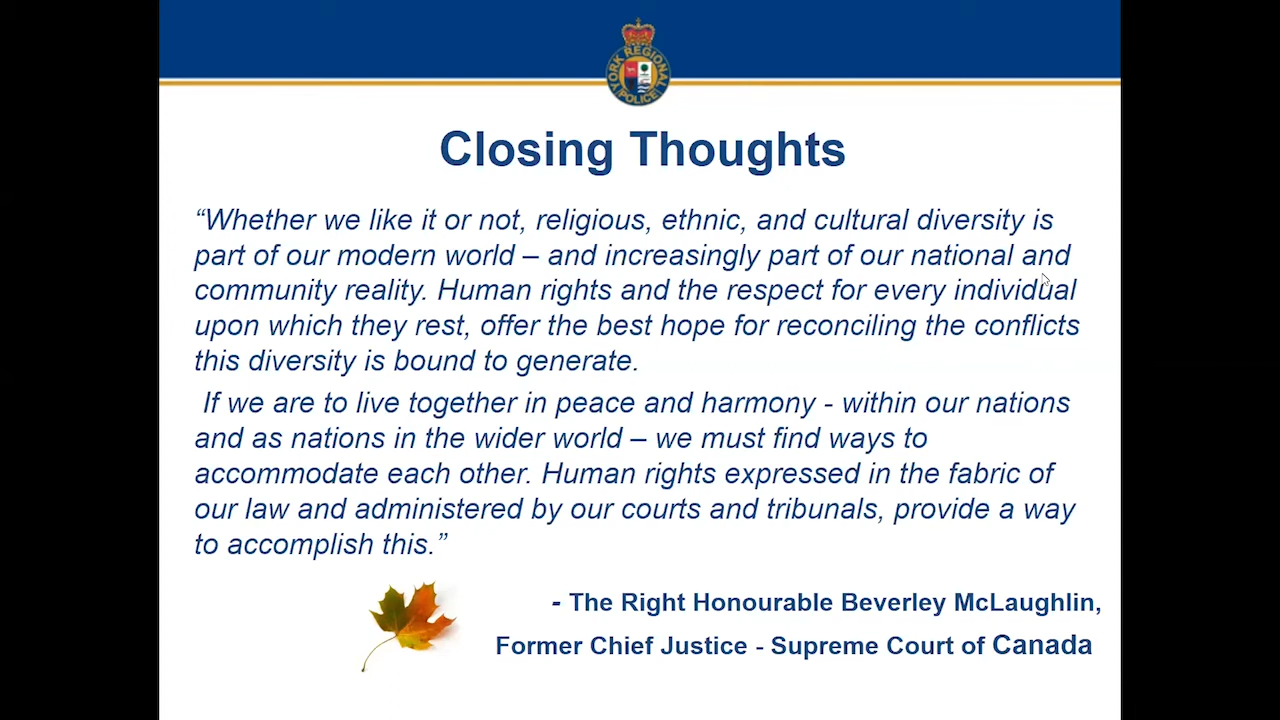 YORK REGIONAL
POLICE
Closing Thoughts
“Whether we like it or not, religious, ethnic, and cultural diversity is
part of our modern world – and increasingly part of our national and
community reality. Human rights and the respect for every individual
upon which they rest, offer the best hope for reconciling the conflicts
this diversity is bound to generate.
If we are to live together in peace and harmony - within our nations
and as nations in the wider world – we must find ways to
accommodate each other. Human rights expressed in the fabric of
our law and administered by our courts and tribunals, provide a way
to accomplish this.”
- The Right Honourable Beverley McLaughlin,
Former Chief Justice - Supreme Court of Canada